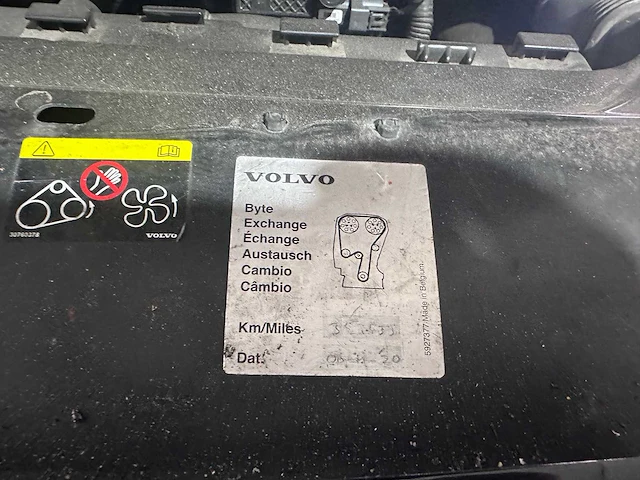 30760378
VOLVO
VOLVO
Byte
Exchange
Échange
Austausch
Cambio
Câmbio
Km/Miles
Dat.
5927377.Made in Belgium.